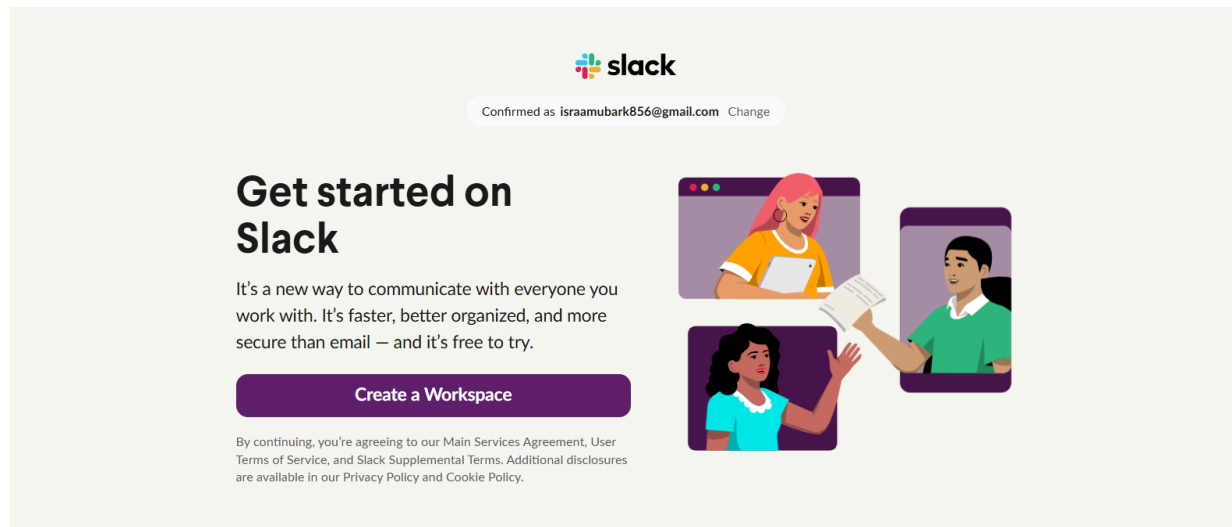 slack
Confirmed as israamubark856@gmail.com Change
Get started on
Slack
It’s a new way to communicate with everyone you
work with. It’s faster, better organized, and more
secure than email — and it’s free to try.
Create a Workspace
By continuing, you’re agreeing to our Main Services Agreement, User
Terms of Service, and Slack Supplemental Terms. Additional disclosures
are available in our Privacy Policy and Cookie Policy.